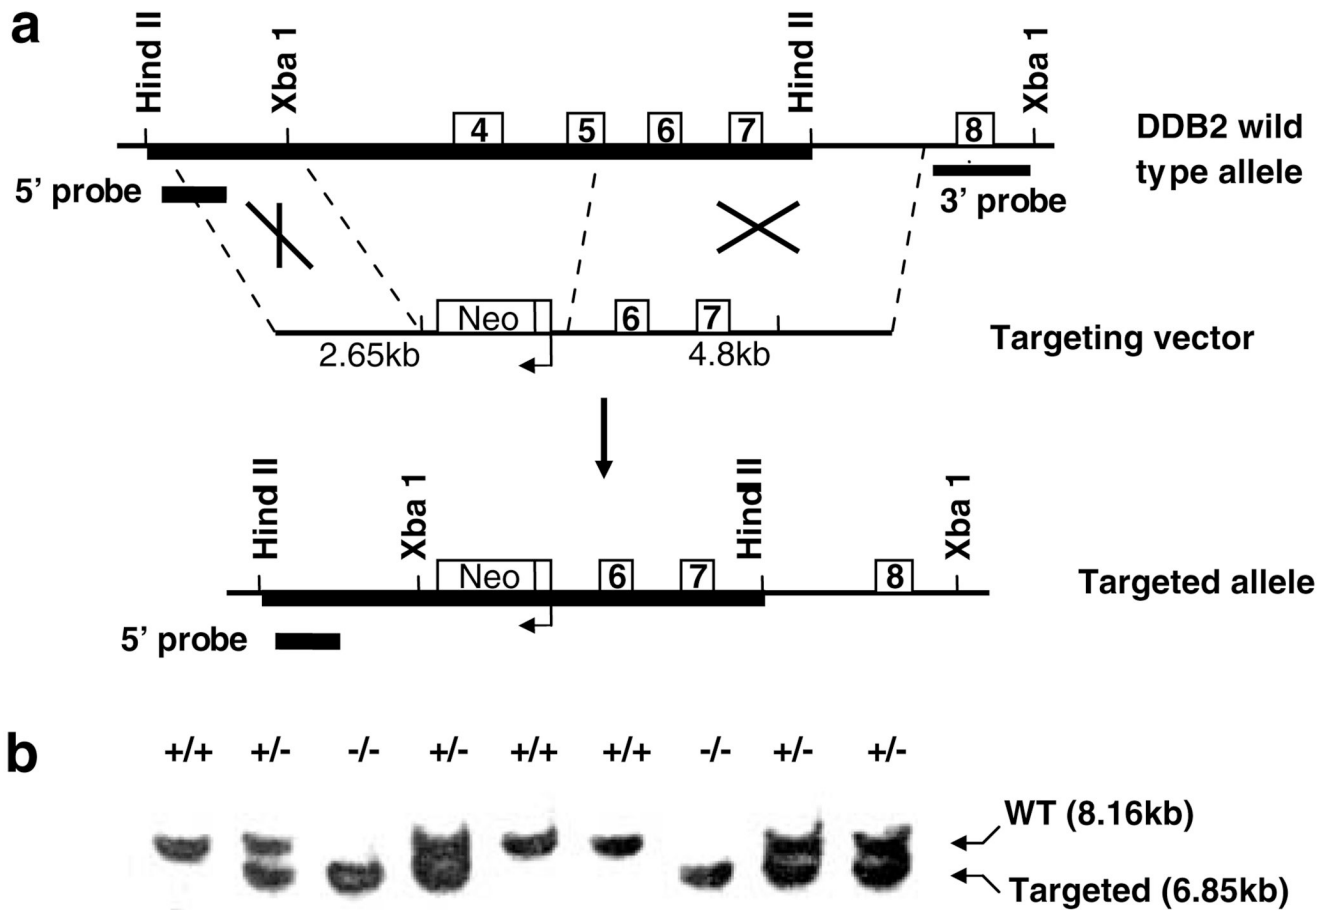 a
Hind II
Xba 1
Hind II
Xba 1
4
5
6
7
8
DDB2 wild
type allele
5’ probe
3’ probe
Neo
6
7
Targeting vector
2.65kb
4.8kb
Hind II
Xba 1
Hind II
Xba 1
Neo
6
7
8
Targeted allele
5’ probe
b
+/+ +/- -/- +/- +/+ +/+ -/- +/- +/-
WT (8.16kb)
Targeted (6.85kb)